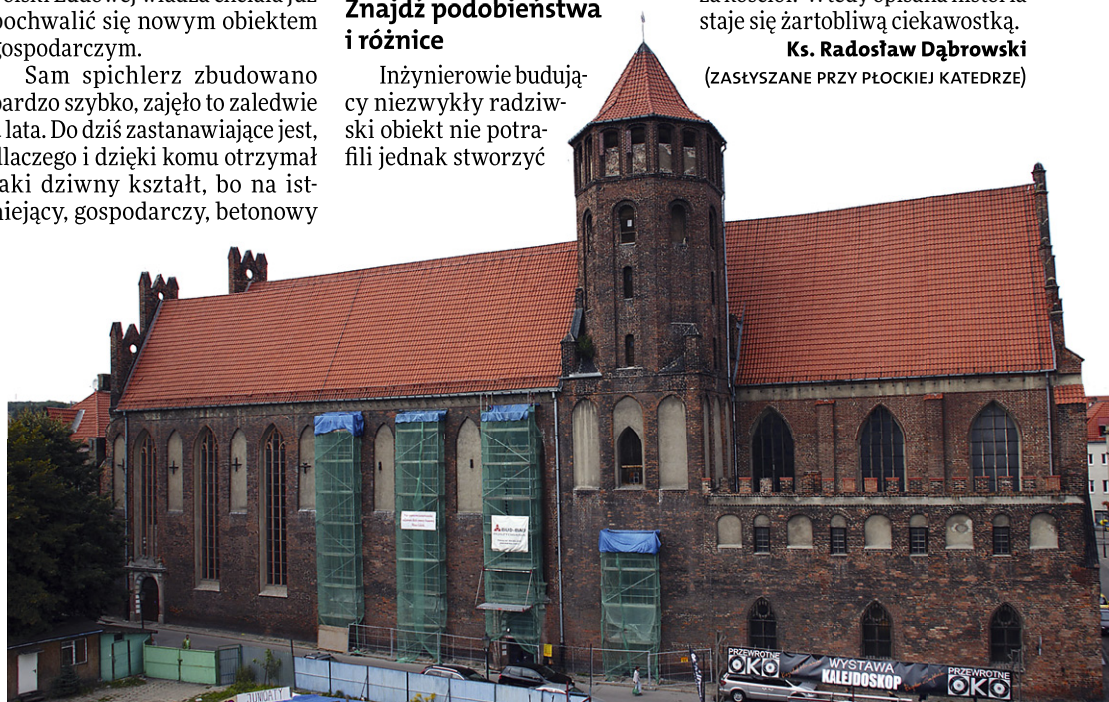 pochwalić się nowym obiektem
gospodarczym.
Sam spichlerz zbudowano
bardzo szybko, zajęło to zaledwie
lata. Do dziś zastanawiające jest,
dlaczego i dzięki komu otrzymał
taki dziwny kształt, bo na ist-
niejący, gospodarczy, betonowy
Znajdź podobieństwa
i różnice
Inżynierowie budują-
cy niezwykły radziw-
ski obiekt nie potra-
fili jednak stworzyć
staje się żartobliwą ciekawostką.
Ks. Radosław Dąbrowski
(ZASŁYSZANE PRZY PŁOCKIEJ KATEDRZE)
PRZEWROTNE
OKO
WYSTAWA
KALEJDOSKOP
PRZEWROTNE
OKO